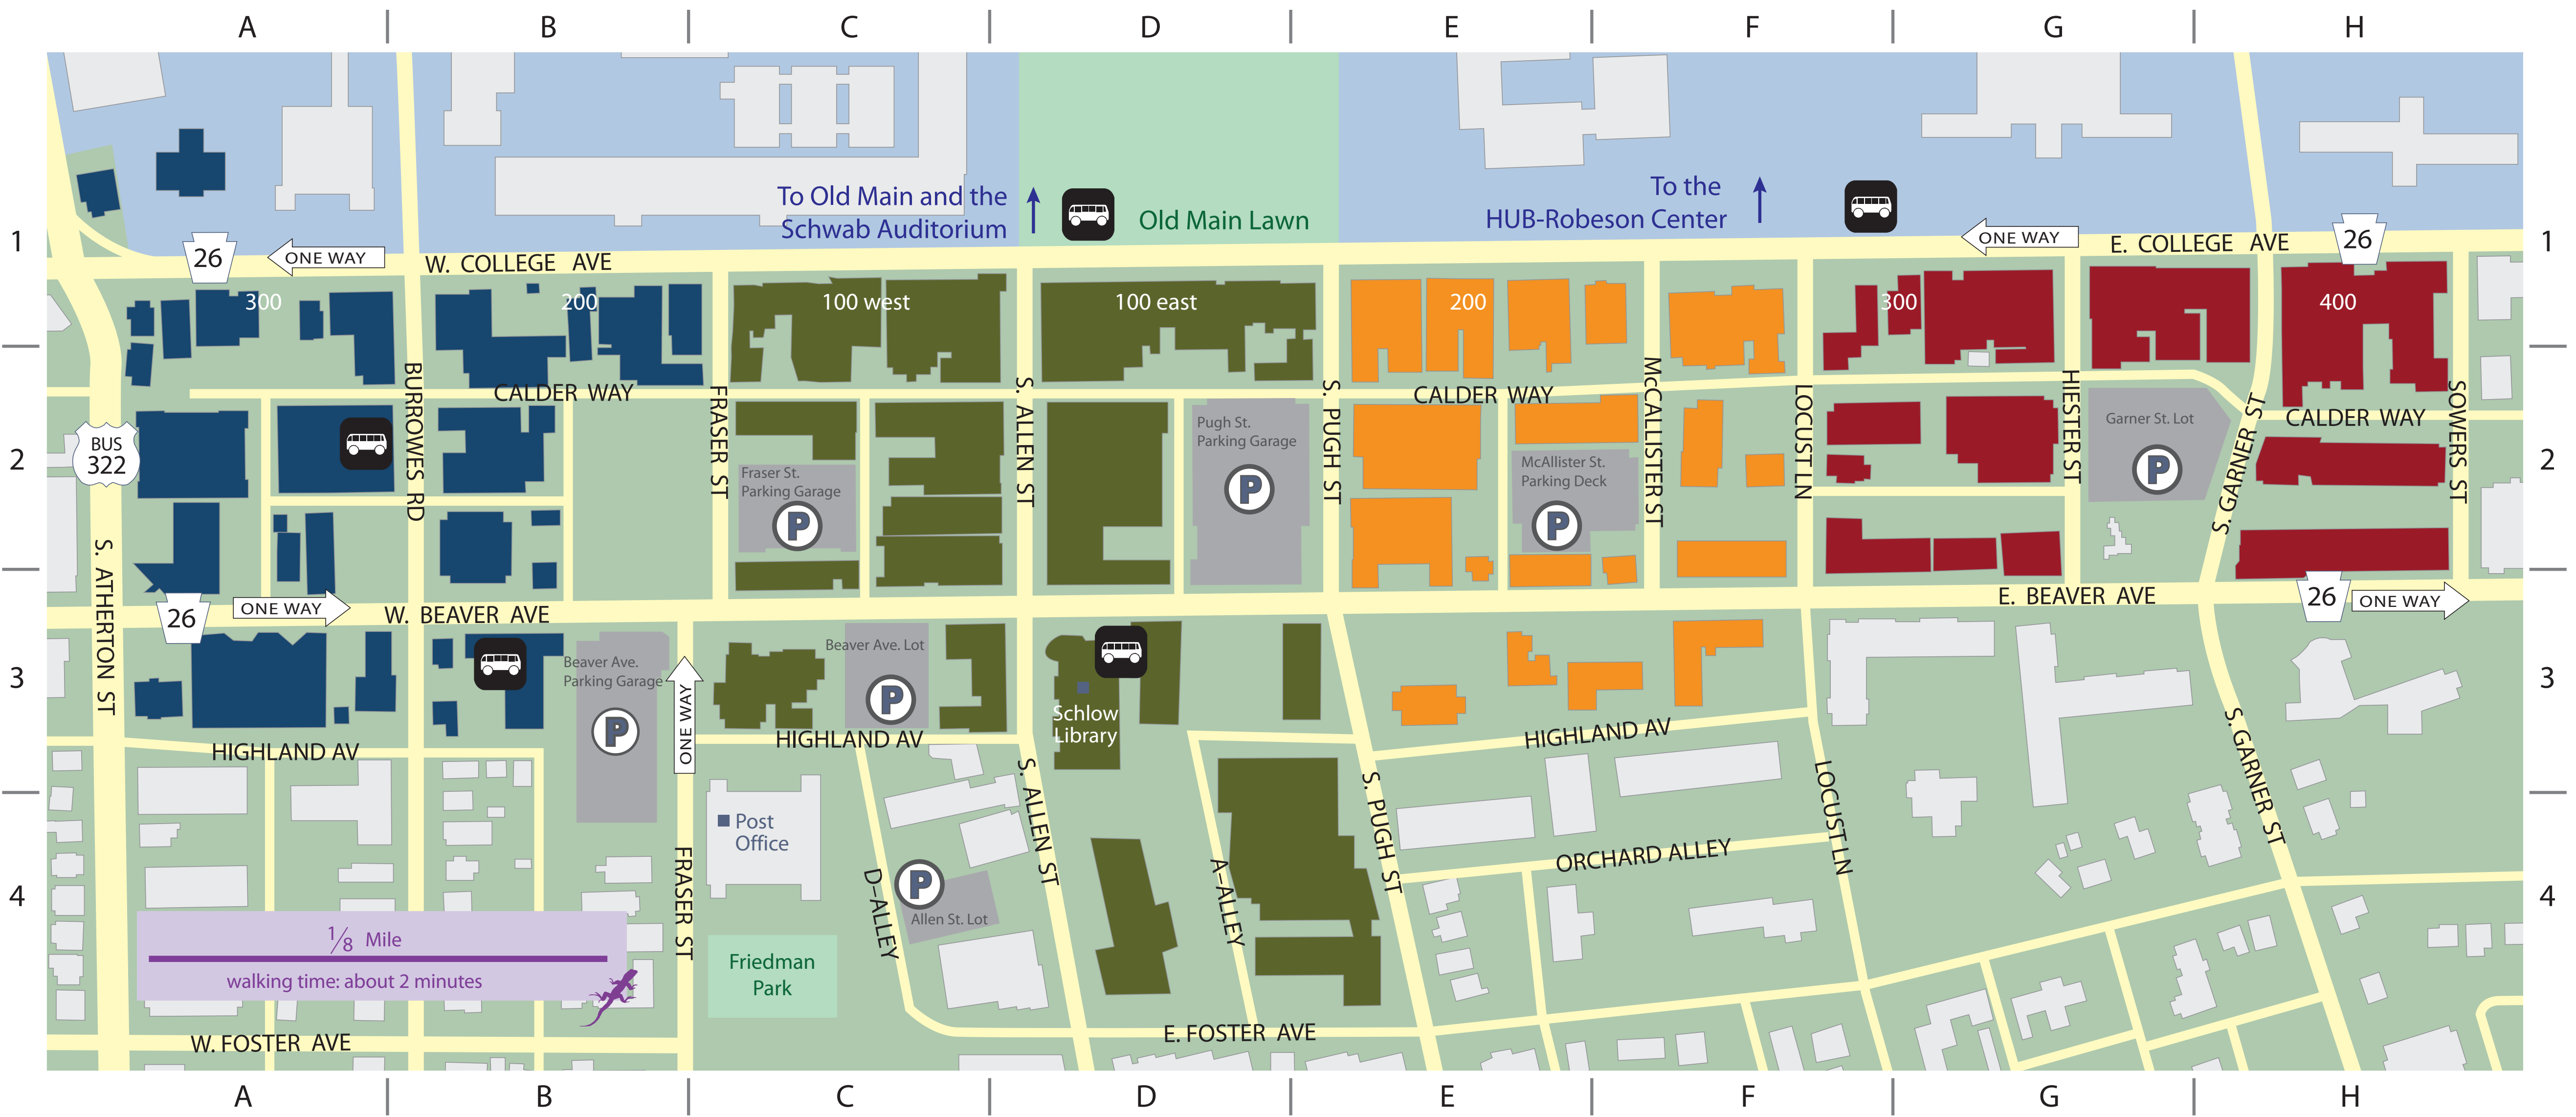 A B C D E F G H
To Old Main and the
Schwab Auditorium
Old Main Lawn
To the
HUB-Robeson Center
1
26
ONE WAY
W. COLLEGE AVE
ONE WAY
E. COLLEGE AVE
26
1
300
200
100 west
100 east
200
300
400
CALDER WAY
CALDER WAY
CALDER WAY
BURROWES RD
FRASER ST
S. ALLEN ST
S. PUGH ST
McCALLISTER ST
LOCUST LN
HIESTER ST
S. GARNER ST
SOWERS ST
2
BUS
322
Fraser St.
Parking Garage
P
Pugh St.
Parking Garage
P
McAllister St.
Parking Deck
P
Garner St. Lot
P
2
S. ATHERTON ST
26
ONE WAY
W. BEAVER AVE
E. BEAVER AVE
26
ONE WAY
3
Beaver Ave.
Parking Garage
P
ONE WAY
Beaver Ave. Lot
P
Schlow
Library
3
HIGHLAND AV
HIGHLAND AV
HIGHLAND AV
S. ALLEN ST
S. PUGH ST
LOCUST LN
S. GARNER ST
Post
Office
FRASER ST
D-ALLEY
A-ALLEY
ORCHARD ALLEY
4
P
Allen St. Lot
4
1/8 Mile
walking time: about 2 minutes
Friedman
Park
W. FOSTER AVE
E. FOSTER AVE
A B C D E F G H